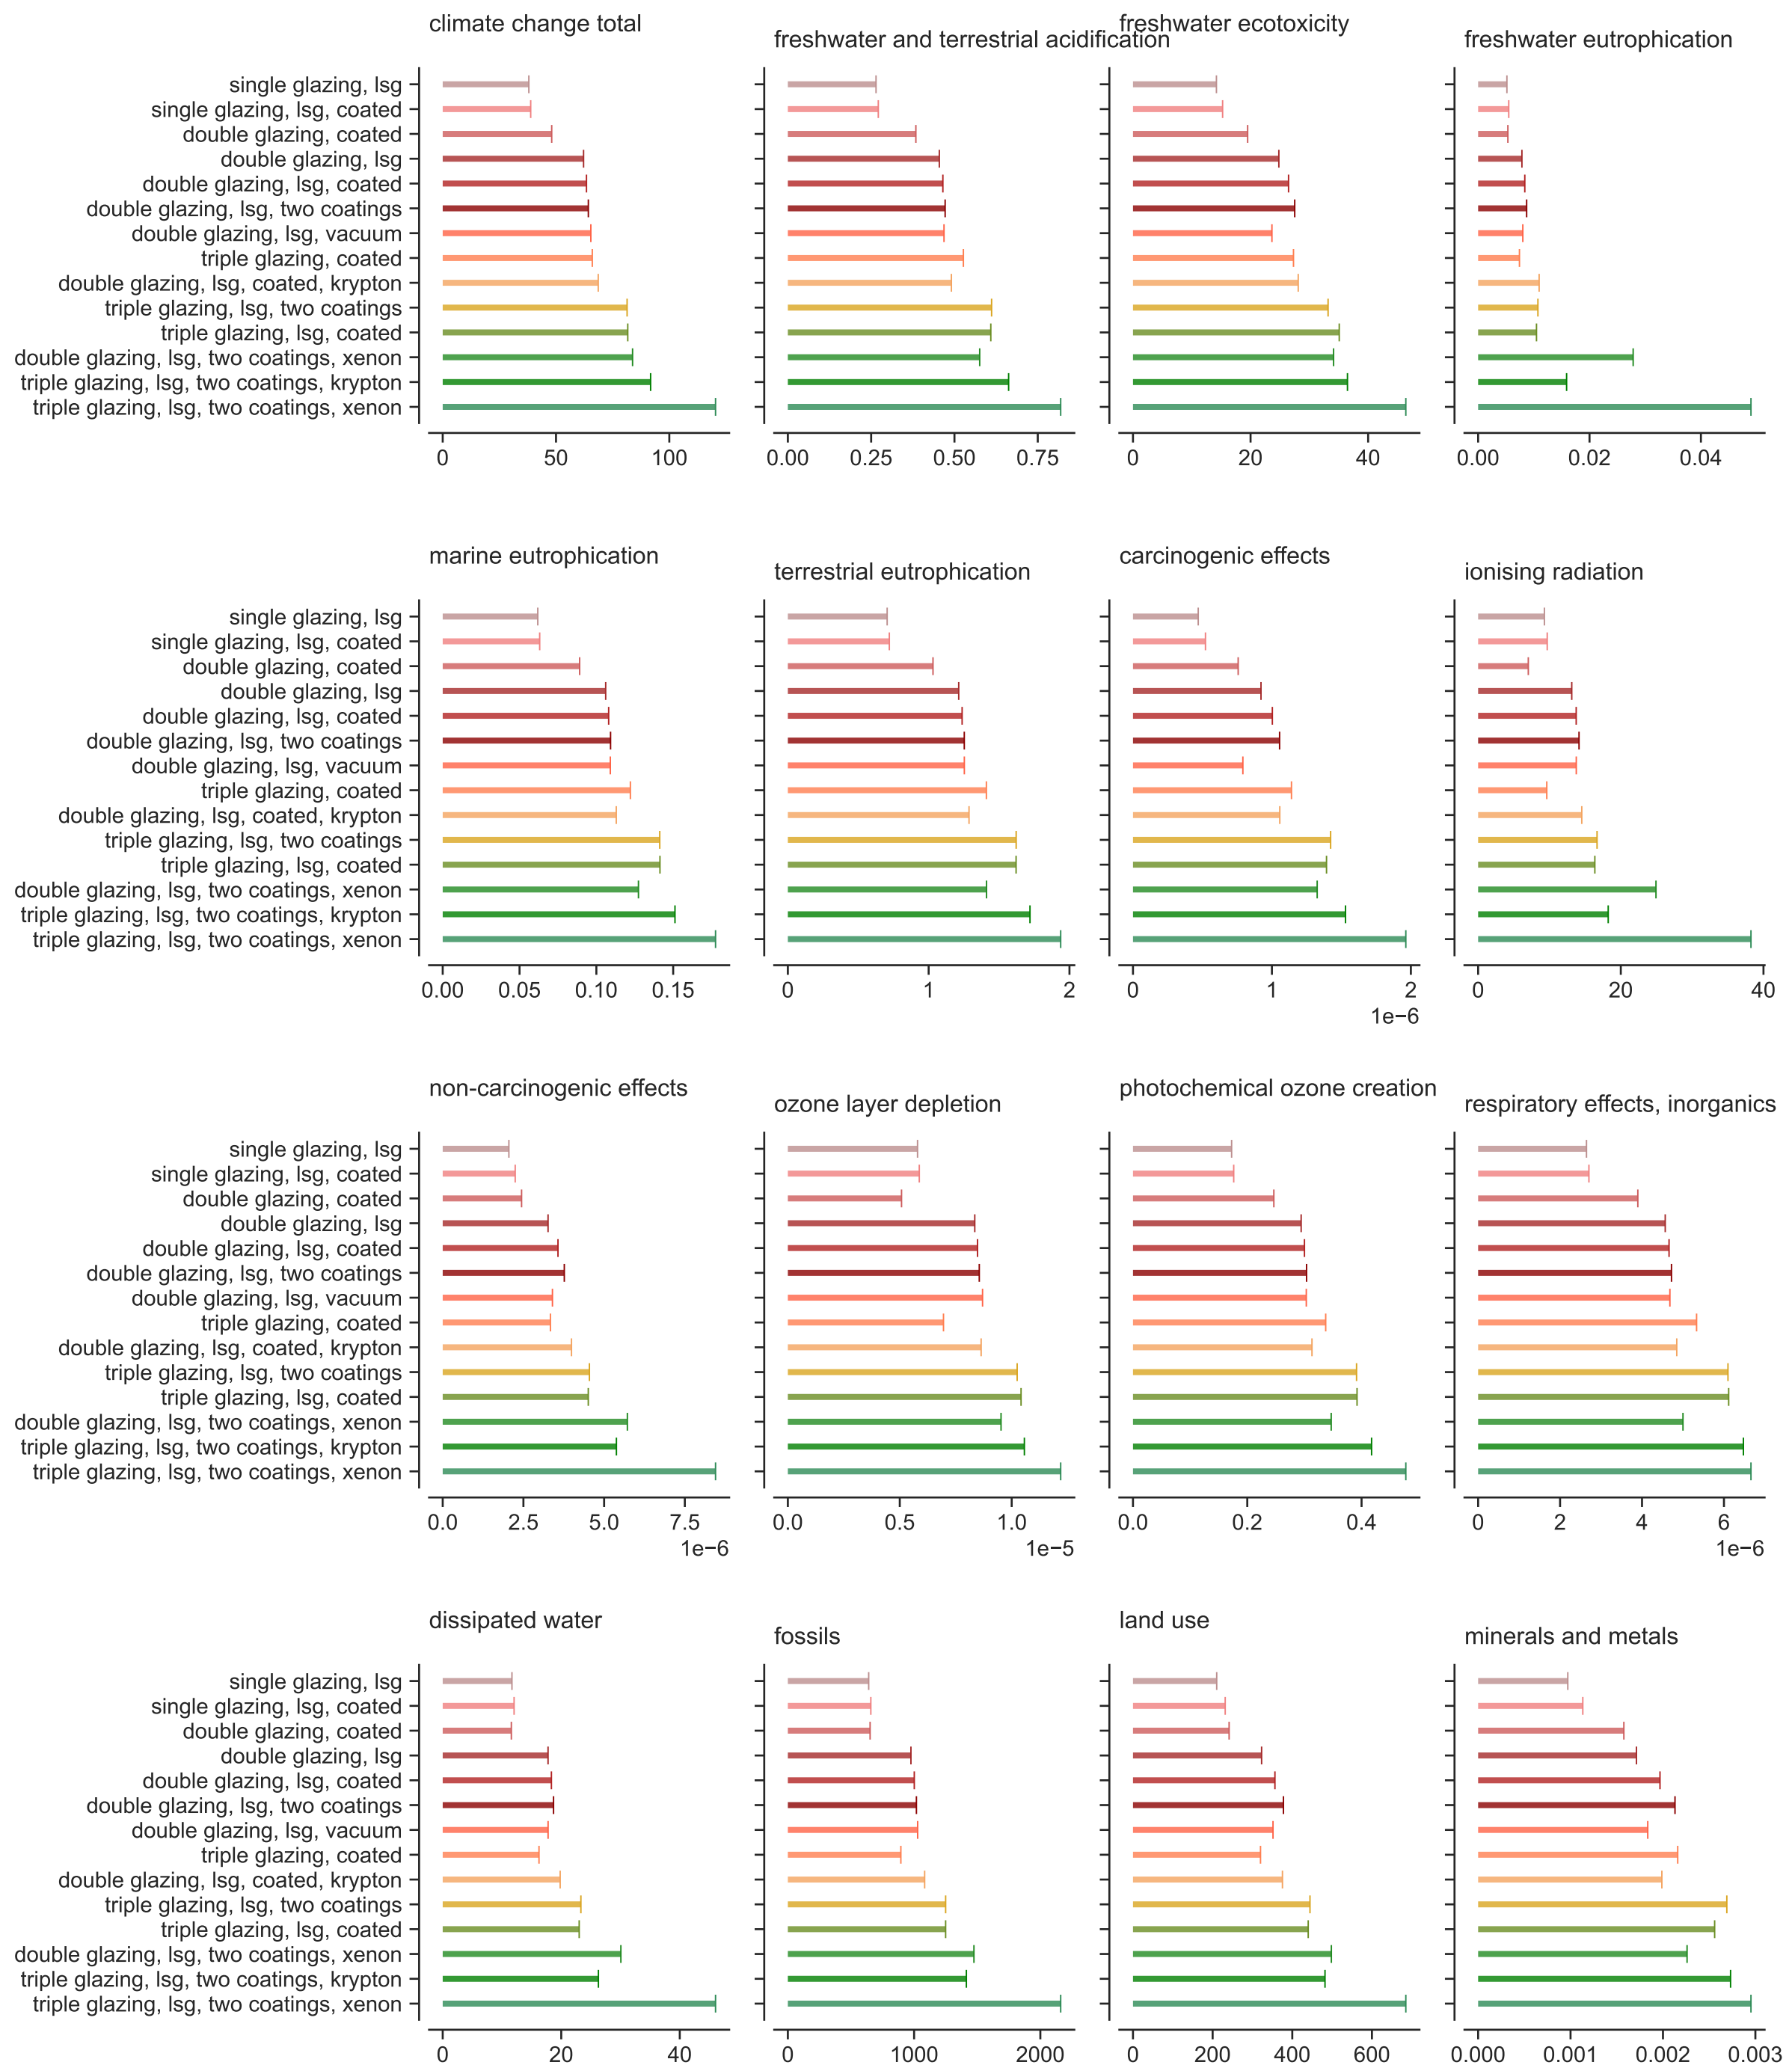 climate change total
freshwater and terrestrial acidification
freshwater ecotoxicity
freshwater eutrophication
single glazing, lsg
single glazing, lsg, coated
double glazing, coated
double glazing, lsg
double glazing, lsg, coated
double glazing, lsg, two coatings
double glazing, lsg, vacuum
triple glazing, coated
double glazing, lsg, coated, krypton
triple glazing, lsg, two coatings
triple glazing, lsg, coated
double glazing, lsg, two coatings, xenon
triple glazing, lsg, two coatings, krypton
triple glazing, lsg, two coatings, xenon
0 50 100
0.00 0.25 0.50 0.75
0 20 40
0.00 0.02 0.04
marine eutrophication
terrestrial eutrophication
carcinogenic effects
ionising radiation
single glazing, lsg
single glazing, lsg, coated
double glazing, coated
double glazing, lsg
double glazing, lsg, coated
double glazing, lsg, two coatings
double glazing, lsg, vacuum
triple glazing, coated
double glazing, lsg, coated, krypton
triple glazing, lsg, two coatings
triple glazing, lsg, coated
double glazing, lsg, two coatings, xenon
triple glazing, lsg, two coatings, krypton
triple glazing, lsg, two coatings, xenon
0.00 0.05 0.10 0.15
0 1 2
0 1 2
1e−6
0 20 40
non-carcinogenic effects
ozone layer depletion
photochemical ozone creation
respiratory effects, inorganics
single glazing, lsg
single glazing, lsg, coated
double glazing, coated
double glazing, lsg
double glazing, lsg, coated
double glazing, lsg, two coatings
double glazing, lsg, vacuum
triple glazing, coated
double glazing, lsg, coated, krypton
triple glazing, lsg, two coatings
triple glazing, lsg, coated
double glazing, lsg, two coatings, xenon
triple glazing, lsg, two coatings, krypton
triple glazing, lsg, two coatings, xenon
0.0 2.5 5.0 7.5
1e−6
0.0 0.5 1.0
1e−5
0.0 0.2 0.4
0 2 4 6
1e−6
dissipated water
fossils
land use
minerals and metals
single glazing, lsg
single glazing, lsg, coated
double glazing, coated
double glazing, lsg
double glazing, lsg, coated
double glazing, lsg, two coatings
double glazing, lsg, vacuum
triple glazing, coated
double glazing, lsg, coated, krypton
triple glazing, lsg, two coatings
triple glazing, lsg, coated
double glazing, lsg, two coatings, xenon
triple glazing, lsg, two coatings, krypton
triple glazing, lsg, two coatings, xenon
0 20 40
0 1000 2000
0 200 400 600
0.000 0.001 0.002 0.003